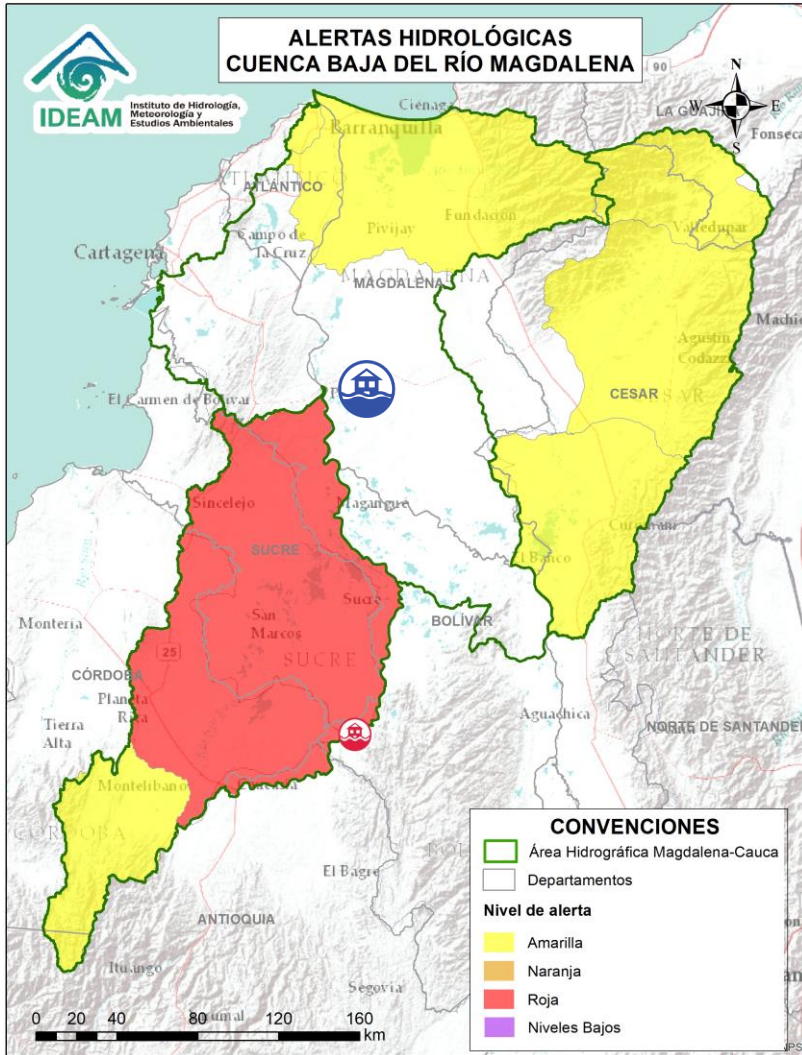 ALERTAS HIDROLÓGICAS
CUENCA BAJA DEL RÍO MAGDALENA
IDEAM
Instituto de Hidrología,
Meteorología y
Estudios Ambientales
N
W E
S
90
Ciénaga
LA GUAJIRA
Fonseca
Barranquilla
ATLÁNTICO
ATLÁNTICO
Pivijay
Fundación
Valledupar
Cartagena
Campo de
la Cruz
MAGDALENA
MAGDALENA
Agustín
Codazzi
CESAR
El Carmen de Bolívar
Sincelejo
Magangué
Curumaní
SUCRE
El Banco
Sucre
San
Marcos
BOLÍVAR
Montería
SUCRE
NORTE DE
SANTANDER
25
CÓRDOBA
Planeta
Rica
Aguachica
NORTE DE SANTANDER
Tierra
Alta
Montelíbano
Caucasia
CÓRDOBA
El Bagre
ANTIOQUIA
Ituango
Segovia
CONVENCIONES
Área Hidrográfica Magdalena-Cauca
Departamentos
Nivel de alerta
Amarilla
Naranja
Roja
Niveles Bajos
0 20 40 80 120 160
km